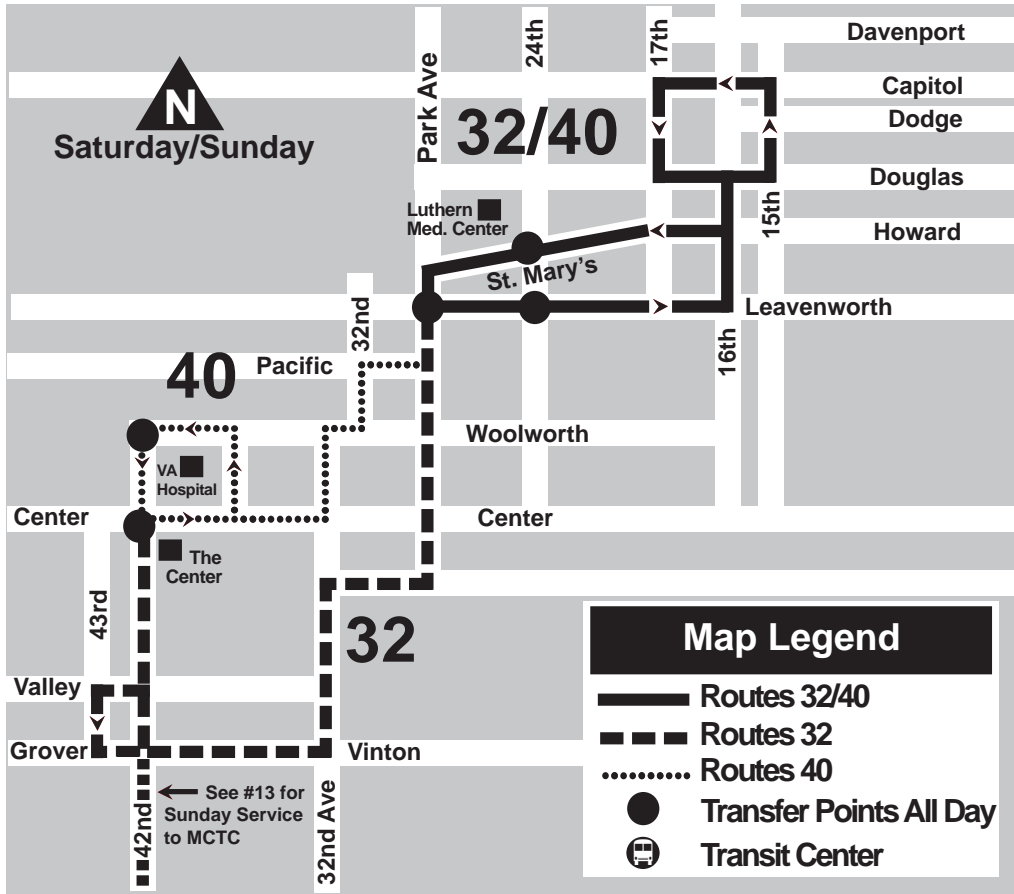 Davenport
24th
17th
Capitol
Park Ave
N
Dodge
32/40
Saturday/Sunday
Douglas
15th
Luthern
Med. Center
Howard
St. Mary's
Leavenworth
32nd
16th
40
Pacific
Woolworth
VA
Hospital
Center
Center
The
Center
43rd
32
Map Legend
Valley
Routes 32/40
Routes 32
Grover
Vinton
Routes 40
See #13 for
Sunday Service
to MCTC
42nd
32nd Ave
Transfer Points All Day
Transit Center